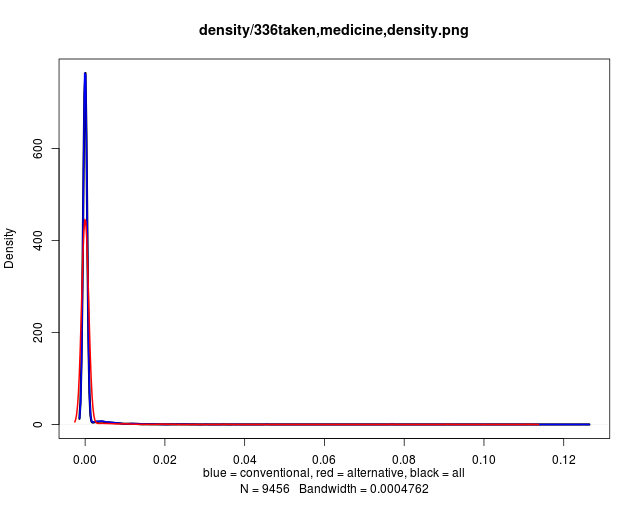 density/336taken,medicine,density.png
Density
0
200
400
600
0.00 0.02 0.04 0.06 0.08 0.10 0.12
blue = conventional, red = alternative, black = all
N = 9456 Bandwidth = 0.0004762